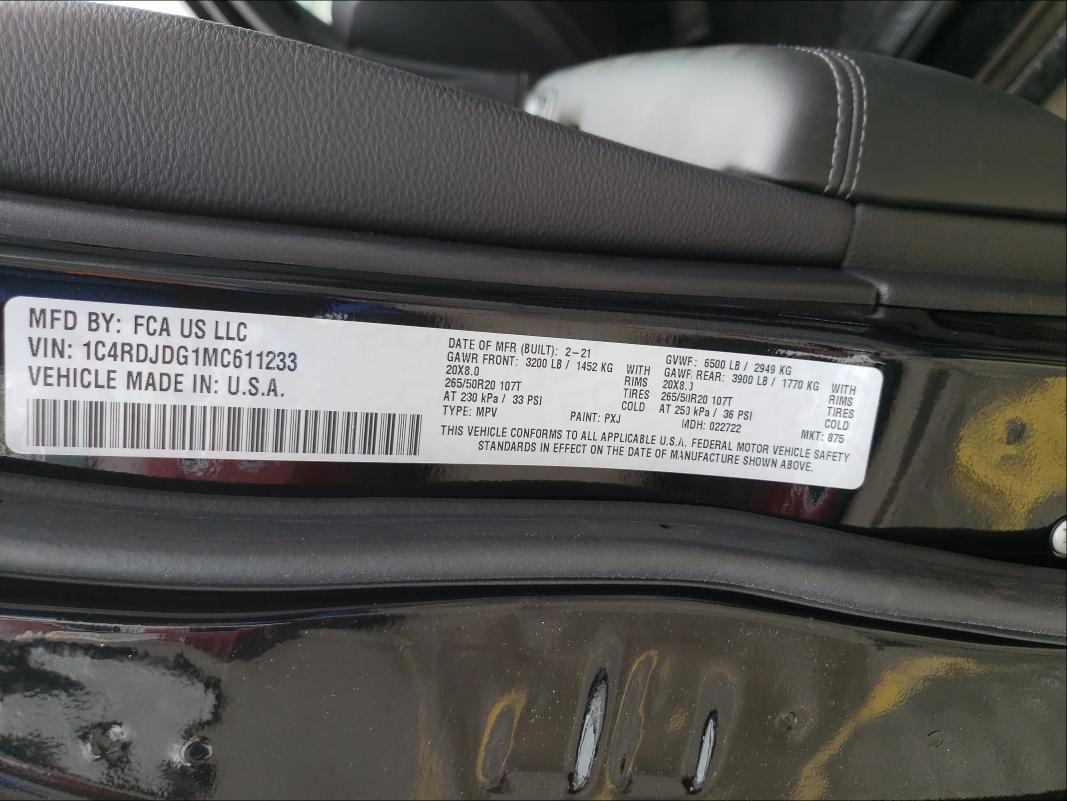 MFD BY: FCA US LLC
VIN: 1C4RDJDG1MC611233
VEHICLE MADE IN: U.S.A.
DATE OF MFR (BUILT): 2-21
GAWR FRONT: 3200 LB / 1452 KG WITH
20X8.0 RIMS
265/50R20 107T TIRES
AT 230 kPa / 33 PSI COLD
TYPE: MPV PAINT: PXJ
GVWR: 6500 LB / 2949 KG
GAWR REAR: 3900 LB / 1770 KG WITH
20X8.0 RIMS
265/50R20 107T TIRES
AT 250 kPa / 36 PSI COLD
MDH: 022722 MKT: 875
THIS VEHICLE CONFORMS TO ALL APPLICABLE U.S.A. FEDERAL MOTOR VEHICLE SAFETY
STANDARDS IN EFFECT ON THE DATE OF MANUFACTURE SHOWN ABOVE.